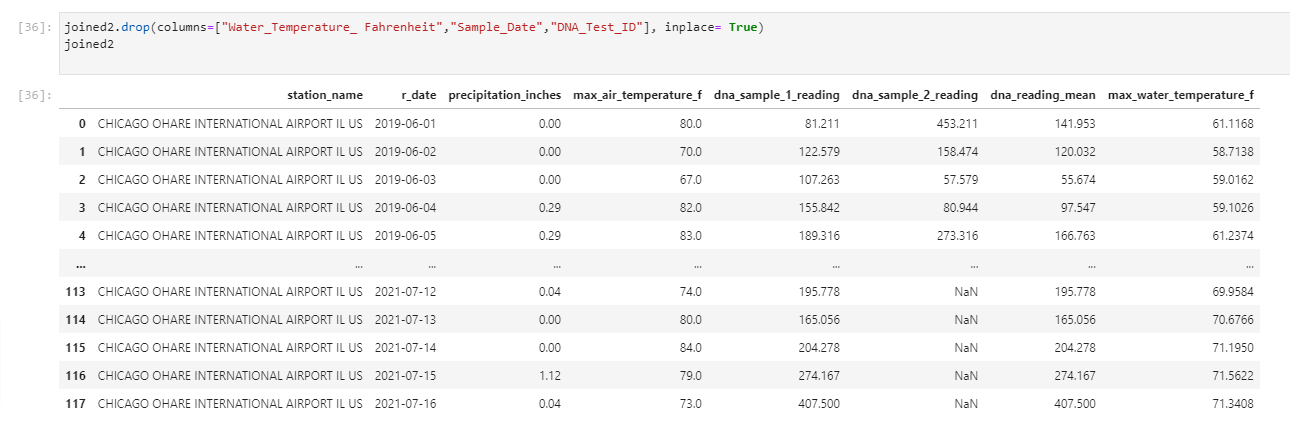 [36]: joined2.drop(columns=["Water_Temperature_ Fahrenheit","Sample_Date","DNA_Test_ID"], inplace= True)
joined2
[36]: station_name r_date precipitation_inches max_air_temperature_f dna_sample_1_reading dna_sample_2_reading dna_reading_mean max_water_temperature_f
0 CHICAGO OHARE INTERNATIONAL AIRPORT IL US 2019-06-01 0.00 80.0 81.211 453.211 141.953 61.1168
1 CHICAGO OHARE INTERNATIONAL AIRPORT IL US 2019-06-02 0.00 70.0 122.579 158.474 120.032 58.7138
2 CHICAGO OHARE INTERNATIONAL AIRPORT IL US 2019-06-03 0.00 67.0 107.263 57.579 55.674 59.0162
3 CHICAGO OHARE INTERNATIONAL AIRPORT IL US 2019-06-04 0.29 82.0 155.842 80.944 97.547 59.1026
4 CHICAGO OHARE INTERNATIONAL AIRPORT IL US 2019-06-05 0.29 83.0 189.316 273.316 166.763 61.2374
... ... ... ... ... ... ... ... ...
113 CHICAGO OHARE INTERNATIONAL AIRPORT IL US 2021-07-12 0.04 74.0 195.778 NaN 195.778 69.9584
114 CHICAGO OHARE INTERNATIONAL AIRPORT IL US 2021-07-13 0.00 80.0 165.056 NaN 165.056 70.6766
115 CHICAGO OHARE INTERNATIONAL AIRPORT IL US 2021-07-14 0.00 84.0 204.278 NaN 204.278 71.1950
116 CHICAGO OHARE INTERNATIONAL AIRPORT IL US 2021-07-15 1.12 79.0 274.167 NaN 274.167 71.5622
117 CHICAGO OHARE INTERNATIONAL AIRPORT IL US 2021-07-16 0.04 73.0 407.500 NaN 407.500 71.3408